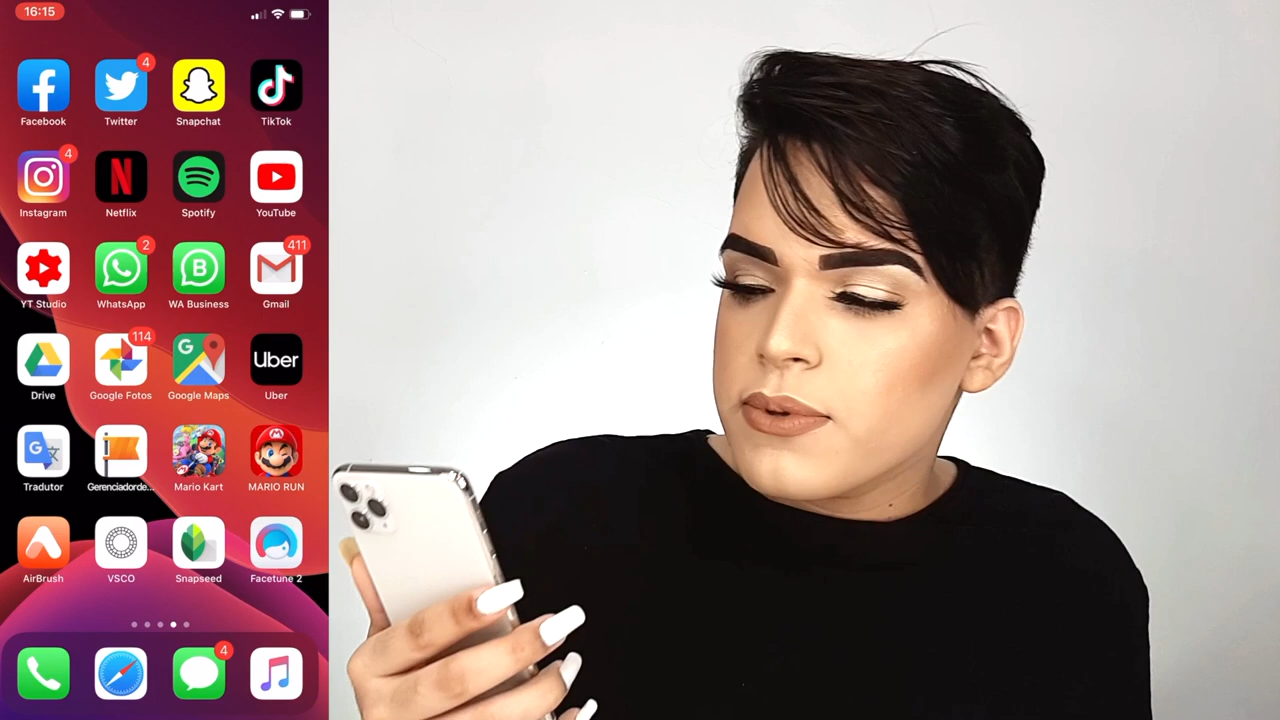 16:15
4
Facebook Twitter Snapchat TikTok
4
Instagram Netflix Spotify YouTube
2 411
YT Studio WhatsApp WA Business Gmail
114
Uber
Drive Google Fotos Google Maps Uber
Tradutor Gerenciadorde... Mario Kart MARIO RUN
AirBrush VSCO Snapseed Facetune 2
4